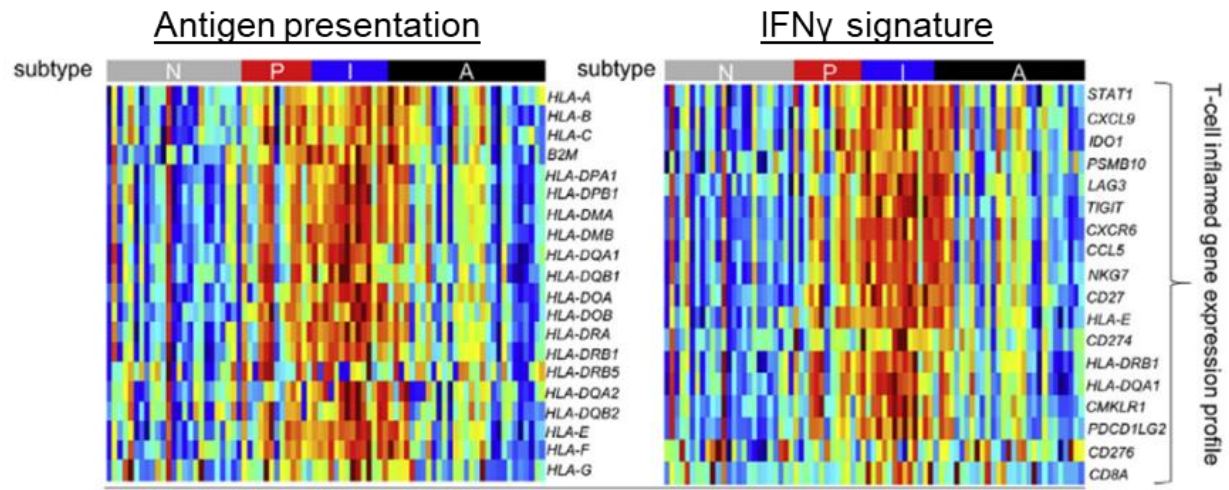 Antigen presentation
subtype N P I A
HLA-A
HLA-B
HLA-C
B2M
HLA-DPA1
HLA-DPB1
HLA-DMA
HLA-DMB
HLA-DQA1
HLA-DQB1
HLA-DOA
HLA-DOB
HLA-DRA
HLA-DRB1
HLA-DRB5
HLA-DQA2
HLA-DQB2
HLA-E
HLA-F
HLA-G
IFNγ signature
subtype N P I A
STAT1
CXCL9
IDO1
PSMB10
LAG3
TIGIT
CXCR6
CCL5
NKG7
CD27
HLA-E
CD274
HLA-DRB1
HLA-DQA1
CMKLR1
PDCD1LG2
CD276
CD8A
T-cell inflamed gene expression profile